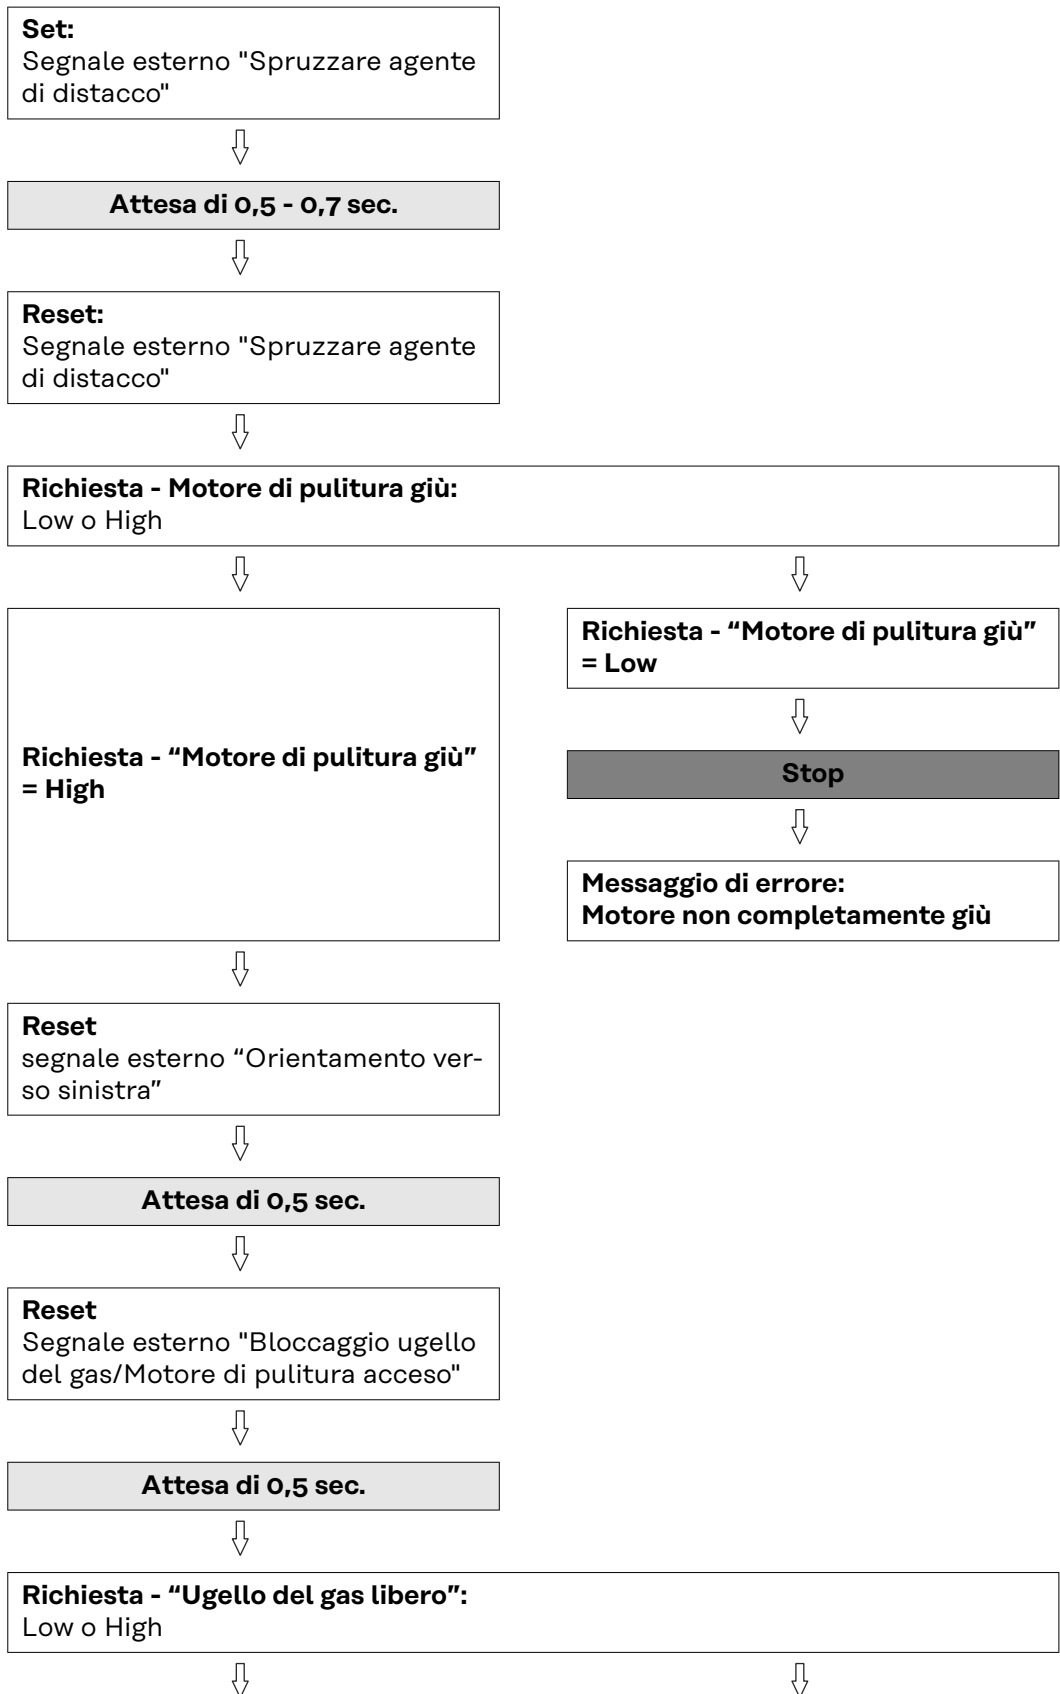 Set:
Segnale esterno "Spruzzare agente
di distacco"
Attesa di 0,5 - 0,7 sec.
Reset:
Segnale esterno "Spruzzare agente
di distacco"
Richiesta - Motore di pulitura giù:
Low o High
Richiesta - “Motore di pulitura giù”
= High
Richiesta - “Motore di pulitura giù”
= Low
Stop
Messaggio di errore:
Motore non completamente giù
Reset
segnale esterno “Orientamento ver-
so sinistra”
Attesa di 0,5 sec.
Reset
Segnale esterno "Bloccaggio ugello
del gas/Motore di pulitura acceso"
Attesa di 0,5 sec.
Richiesta - “Ugello del gas libero”:
Low o High